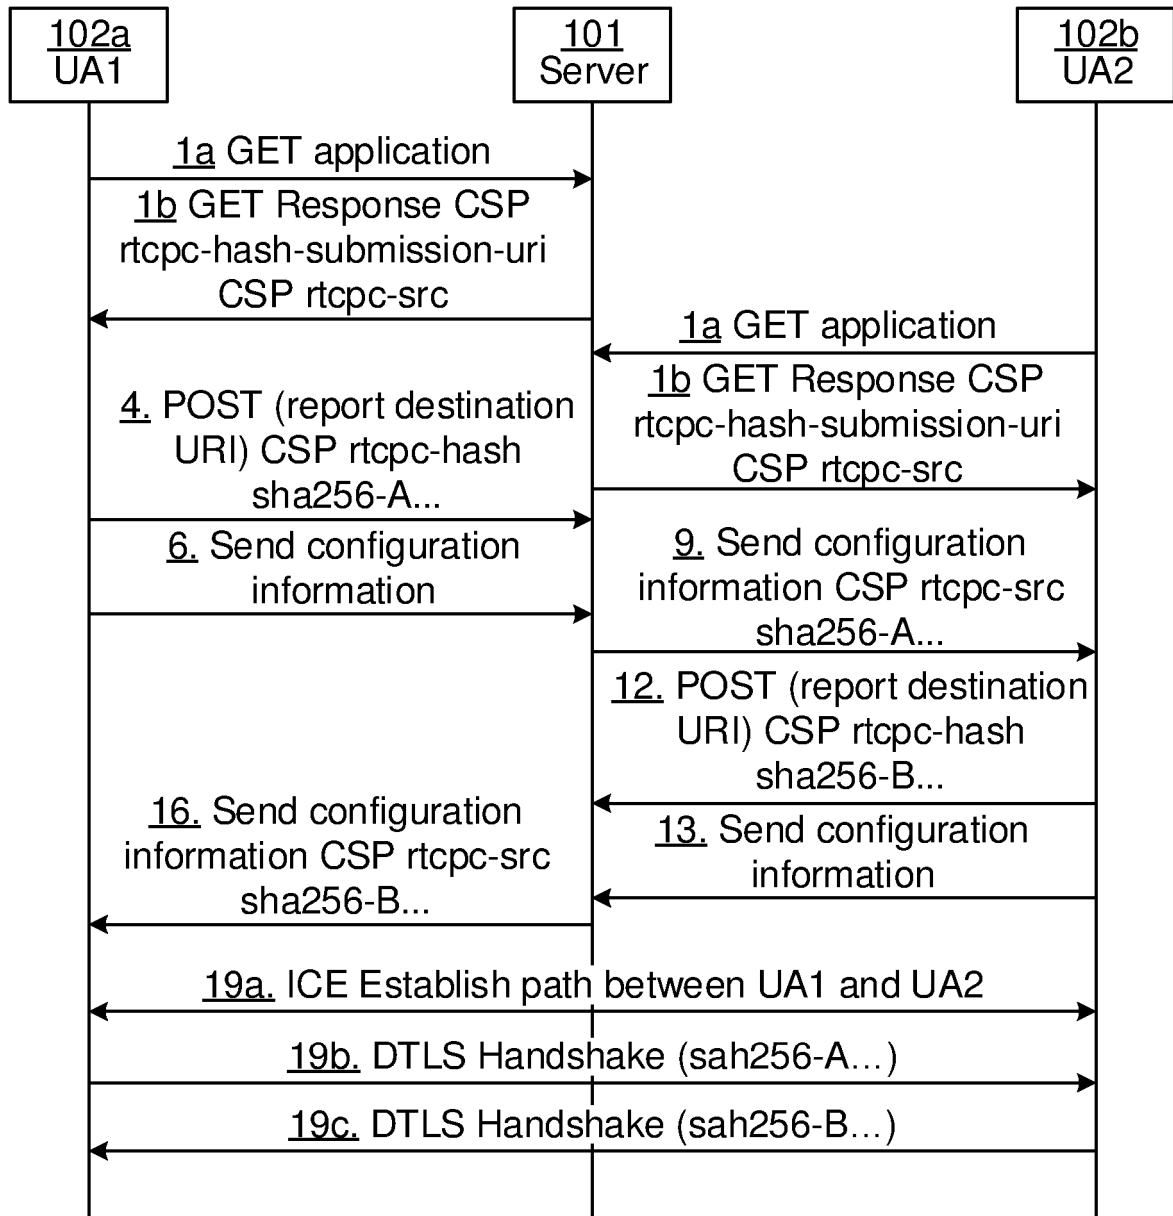 102a
UA1
101
Server
102b
UA2
1a GET application
1b GET Response CSP
rtcpc-hash-submission-uri
CSP rtcpc-src
1a GET application
1b GET Response CSP
rtcpc-hash-submission-uri
CSP rtcpc-src
4. POST (report destination
URI) CSP rtcpc-hash
sha256-A...
6. Send configuration
information
9. Send configuration
information CSP rtcpc-src
sha256-A...
12. POST (report destination
URI) CSP rtcpc-hash
sha256-B...
13. Send configuration
information
16. Send configuration
information CSP rtcpc-src
sha256-B...
19a. ICE Establish path between UA1 and UA2
19b. DTLS Handshake (sah256-A...)
19c. DTLS Handshake (sah256-B...)